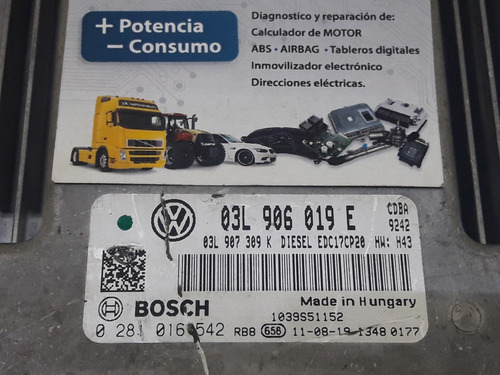 + Potencia
− Consumo
Diagnostico y reparación de:
Calculador de MOTOR
ABS • AIRBAG • Tableros digitales
Inmovilizador electrónico
Direcciones eléctricas.
03L 906 019 E
CDBA
9242
03L 907 309 K DIESEL EDC17CP20 HW: H43
BOSCH
Made in Hungary
1039S51152
0 281 016 542 RB8 658 11-08-19 1348 0177